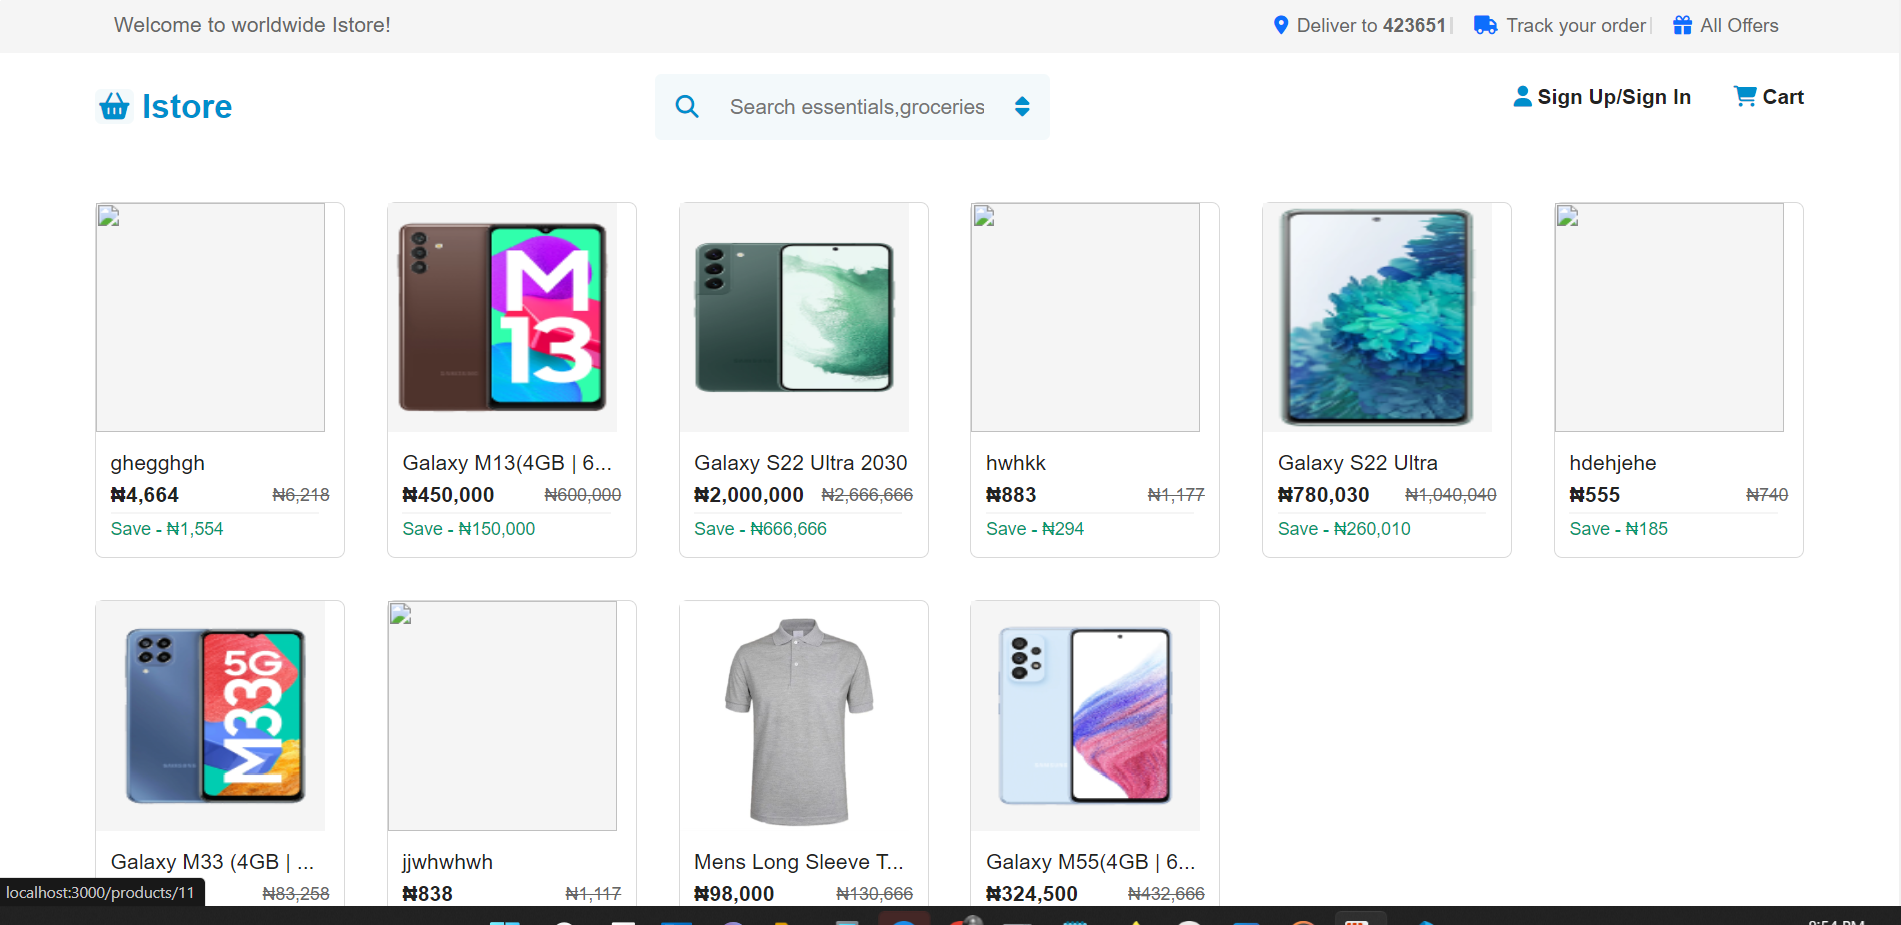 Welcome to worldwide Istore!
Deliver to 423651 | Track your order | All Offers
Istore
Search essentials,groceries
Sign Up/Sign In
Cart
M
13
ghegghgh
₦4,664 ₦6,218
Save - ₦1,554
Galaxy M13(4GB | 6...
₦450,000 ₦600,000
Save - ₦150,000
Galaxy S22 Ultra 2030
₦2,000,000 ₦2,666,666
Save - ₦666,666
hwhkk
₦883 ₦1,177
Save - ₦294
Galaxy S22 Ultra
₦780,030 ₦1,040,040
Save - ₦260,010
hdehjehe
₦555 ₦740
Save - ₦185
5G
M33
Galaxy M33 (4GB | ...
₦83,258
jjwhwhwh
₦838 ₦1,117
Mens Long Sleeve T...
₦98,000 ₦130,666
Galaxy M55(4GB | 6...
₦324,500 ₦432,666
localhost:3000/products/11